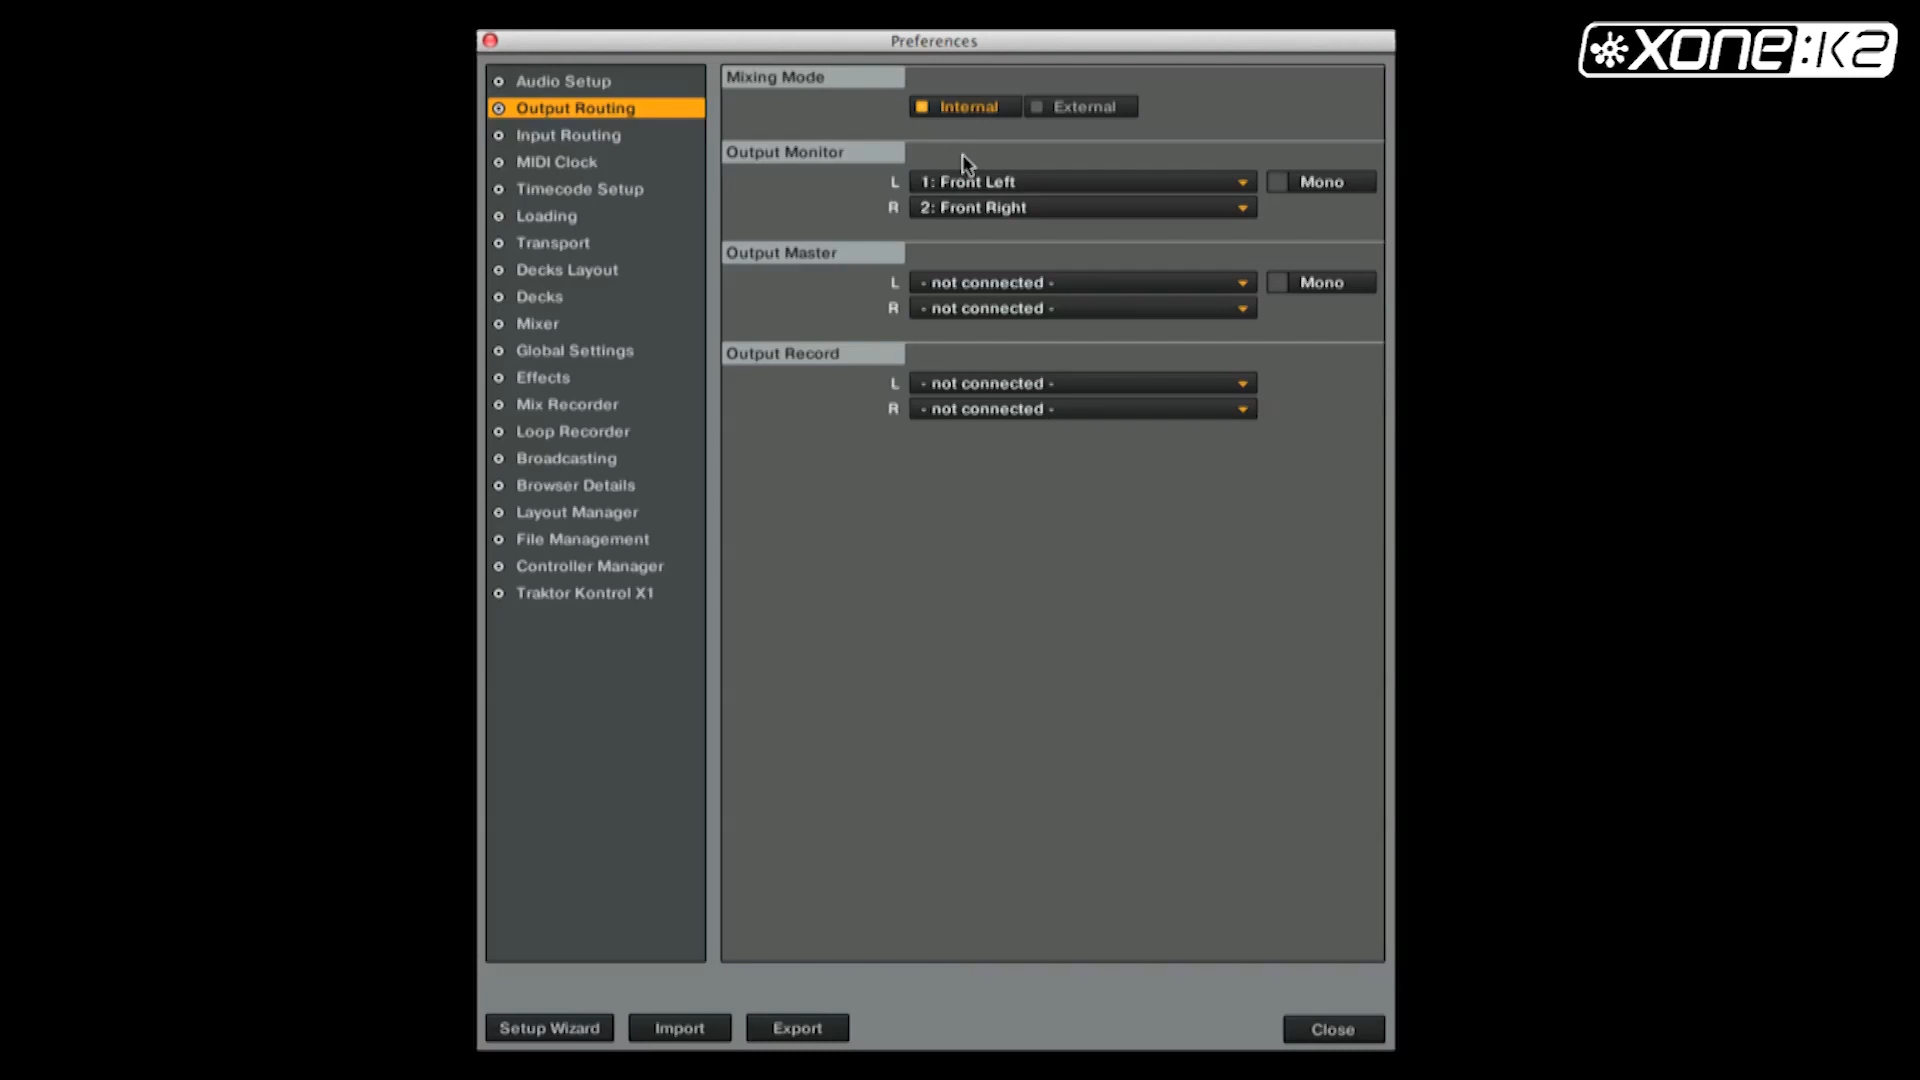 Preferences
XONE:K2
Audio Setup
Output Routing
Input Routing
MIDI Clock
Timecode Setup
Loading
Transport
Decks Layout
Decks
Mixer
Global Settings
Effects
Mix Recorder
Loop Recorder
Broadcasting
Browser Details
Layout Manager
File Management
Controller Manager
Traktor Kontrol X1
Mixing Mode
Internal External
Output Monitor
L 1: Front Left Mono
R 2: Front Right
Output Master
L - not connected - Mono
R - not connected -
Output Record
L - not connected -
R - not connected -
Setup Wizard Import Export Close